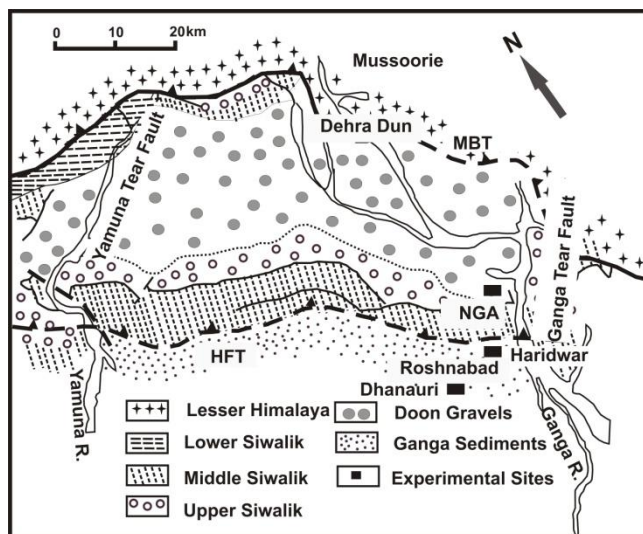 0 10 20km
N
Mussoorie
Dehra Dun
MBT
Yamuna Tear Fault
Ganga Tear Fault
NGA
HFT
Roshnabad
Haridwar
Dhanauri
Yamuna R.
Ganga R.
Lesser Himalaya
Doon Gravels
Lower Siwalik
Ganga Sediments
Middle Siwalik
Experimental Sites
Upper Siwalik